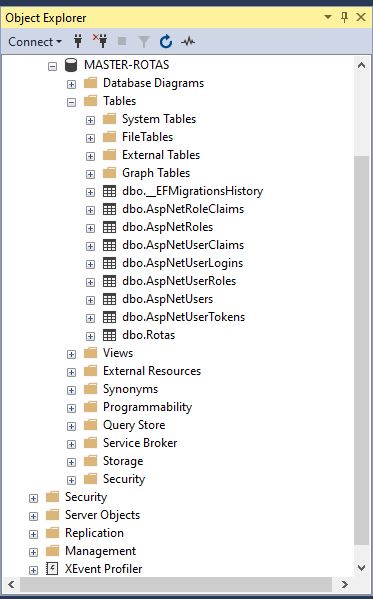 Object Explorer
Connect
MASTER-ROTAS
Database Diagrams
Tables
System Tables
FileTables
External Tables
Graph Tables
dbo.__EFMigrationsHistory
dbo.AspNetRoleClaims
dbo.AspNetRoles
dbo.AspNetUserClaims
dbo.AspNetUserLogins
dbo.AspNetUserRoles
dbo.AspNetUsers
dbo.AspNetUserTokens
dbo.Rotas
Views
External Resources
Synonyms
Programmability
Query Store
Service Broker
Storage
Security
Security
Server Objects
Replication
Management
XEvent Profiler